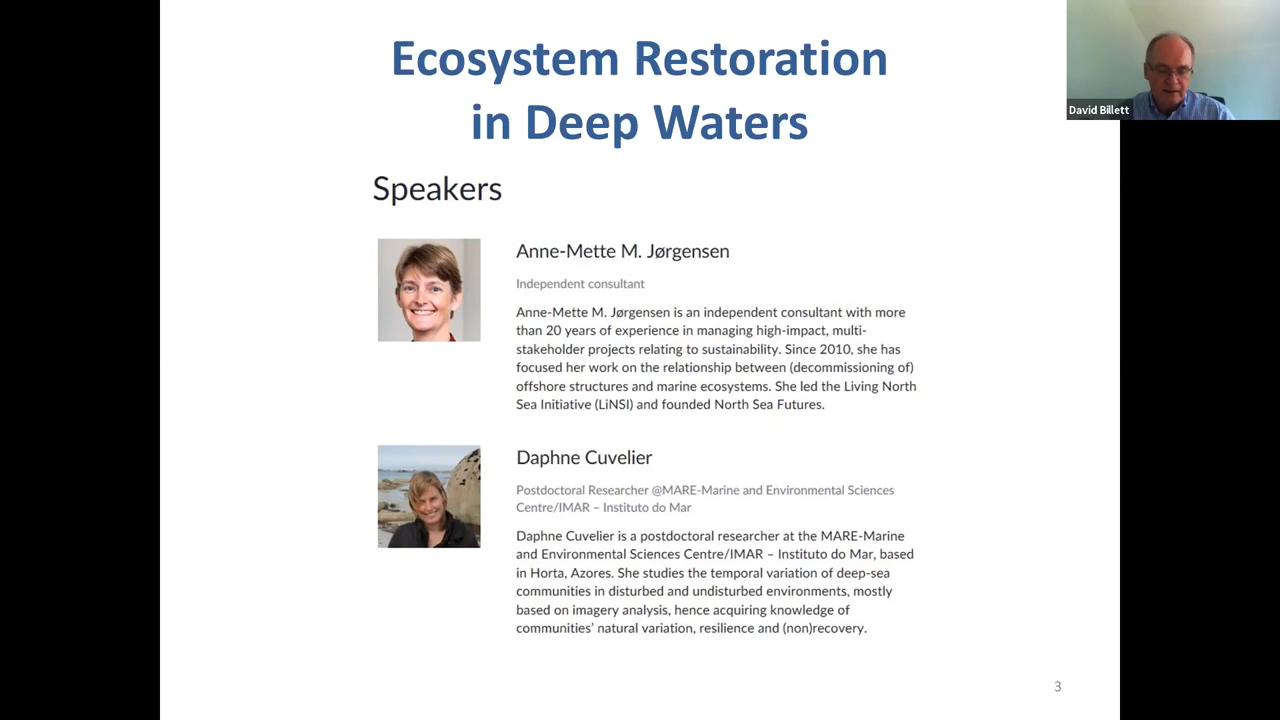 Ecosystem Restoration
in Deep Waters
David Billett
Speakers
Anne-Mette M. Jørgensen
Independent consultant
Anne-Mette M. Jørgensen is an independent consultant with more
than 20 years of experience in managing high-impact, multi-
stakeholder projects relating to sustainability. Since 2010, she has
focused her work on the relationship between (decommissioning of)
offshore structures and marine ecosystems. She led the Living North
Sea Initiative (LiNSI) and founded North Sea Futures.
Daphne Cuvelier
Postdoctoral Researcher @MARE-Marine and Environmental Sciences
Centre/IMAR – Instituto do Mar
Daphne Cuvelier is a postdoctoral researcher at the MARE-Marine
and Environmental Sciences Centre/IMAR – Instituto do Mar, based
in Horta, Azores. She studies the temporal variation of deep-sea
communities in disturbed and undisturbed environments, mostly
based on imagery analysis, hence acquiring knowledge of
communities’ natural variation, resilience and (non)recovery.
3